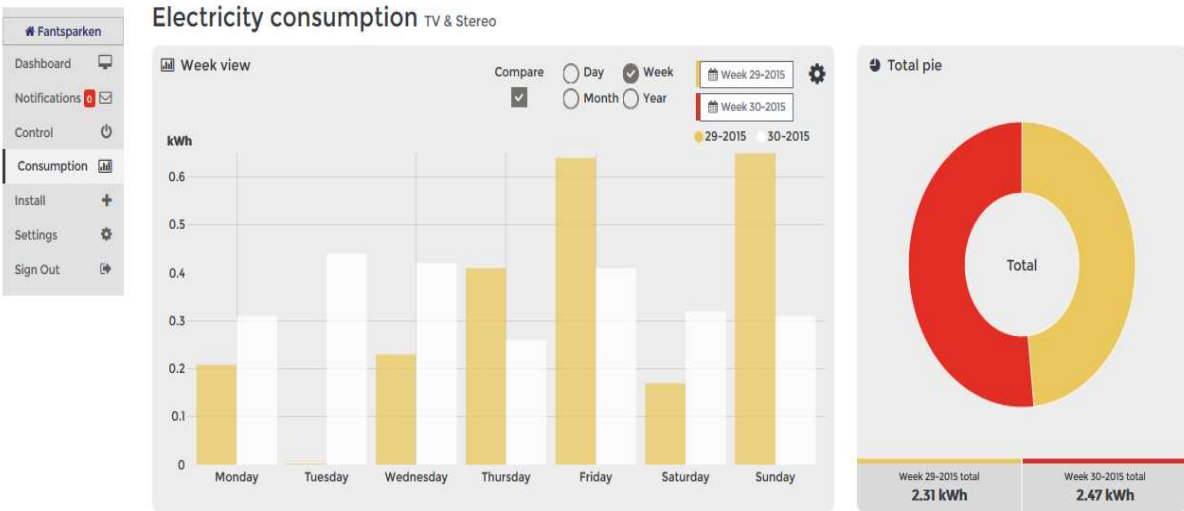 Electricity consumption TV & Stereo
Fantsparken
Dashboard
Notifications 0
Control
Consumption
Install
Settings
Sign Out
Week view
Compare
Day
Week
Month
Year
Week 29-2015
Week 30-2015
29-2015
30-2015
kWh
0.6
0.5
0.4
0.3
0.2
0.1
0
Monday
Tuesday
Wednesday
Thursday
Friday
Saturday
Sunday
Total pie
Total
Week 29-2015 total
2.31 kWh
Week 30-2015 total
2.47 kWh